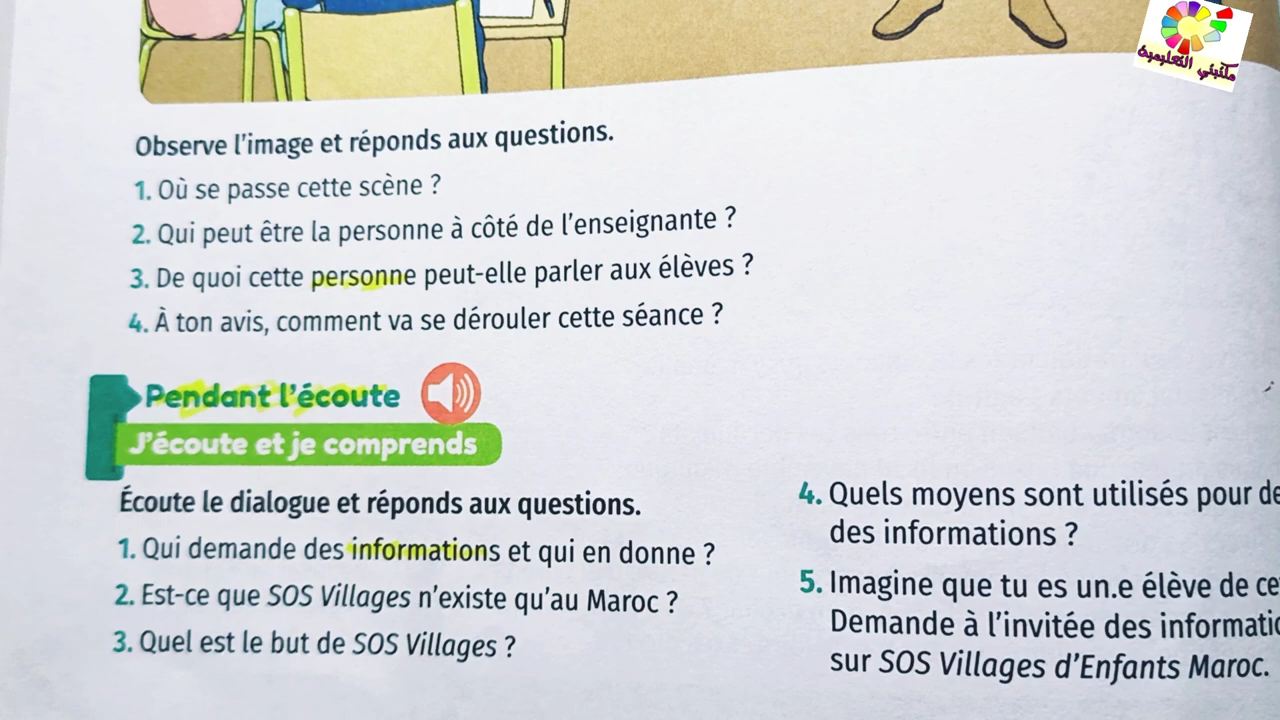 مكتبتي التعليمية
Observe l'image et réponds aux questions.
1. Où se passe cette scène ?
2. Qui peut être la personne à côté de l'enseignante ?
3. De quoi cette personne peut-elle parler aux élèves ?
4. À ton avis, comment va se dérouler cette séance ?
Pendant l'écoute
J'écoute et je comprends
Écoute le dialogue et réponds aux questions.
1. Qui demande des informations et qui en donne ?
2. Est-ce que SOS Villages n'existe qu'au Maroc ?
3. Quel est le but de SOS Villages ?
4. Quels moyens sont utilisés pour
des informations ?
5. Imagine que tu es un.e élève de
Demande à l'invitée des
sur SOS Villages d'Enfants Maroc.